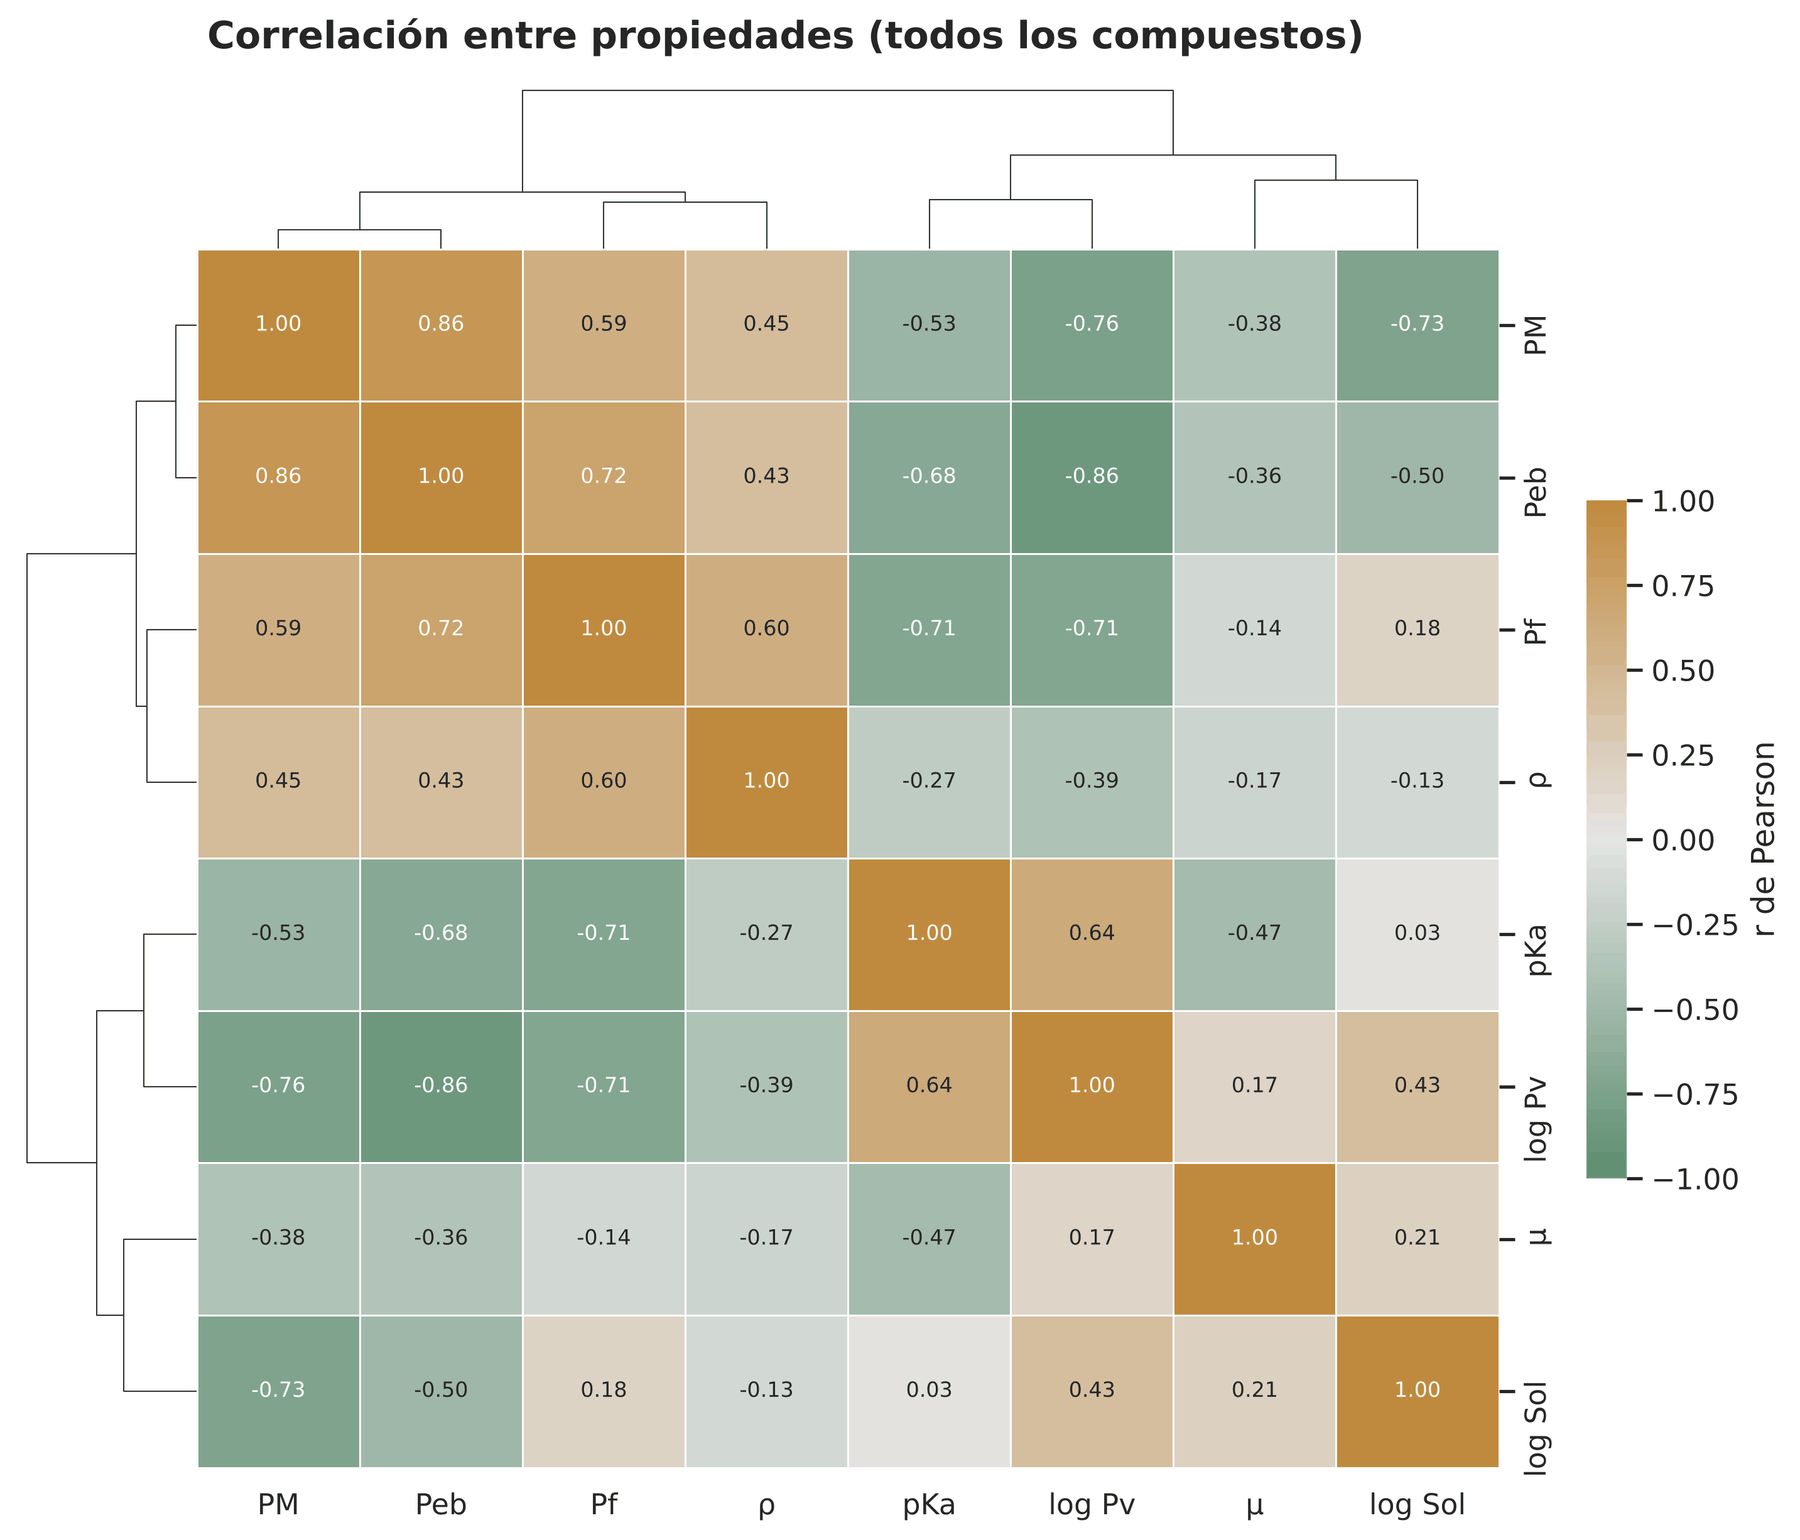 Correlación entre propiedades (todos los compuestos)
1.00 0.86 0.59 0.45 -0.53 -0.76 -0.38 -0.73 PM
0.86 1.00 0.72 0.43 -0.68 -0.86 -0.36 -0.50 Peb
0.59 0.72 1.00 0.60 -0.71 -0.71 -0.14 0.18 Pf
0.45 0.43 0.60 1.00 -0.27 -0.39 -0.17 -0.13 ρ
-0.53 -0.68 -0.71 -0.27 1.00 0.64 -0.47 0.03 pKa
-0.76 -0.86 -0.71 -0.39 0.64 1.00 0.17 0.43 log Pv
-0.38 -0.36 -0.14 -0.17 -0.47 0.17 1.00 0.21 μ
-0.73 -0.50 0.18 -0.13 0.03 0.43 0.21 1.00 log Sol
PM Peb Pf ρ pKa log Pv μ log Sol
1.00
0.75
0.50
0.25
0.00
−0.25
−0.50
−0.75
−1.00
r de Pearson